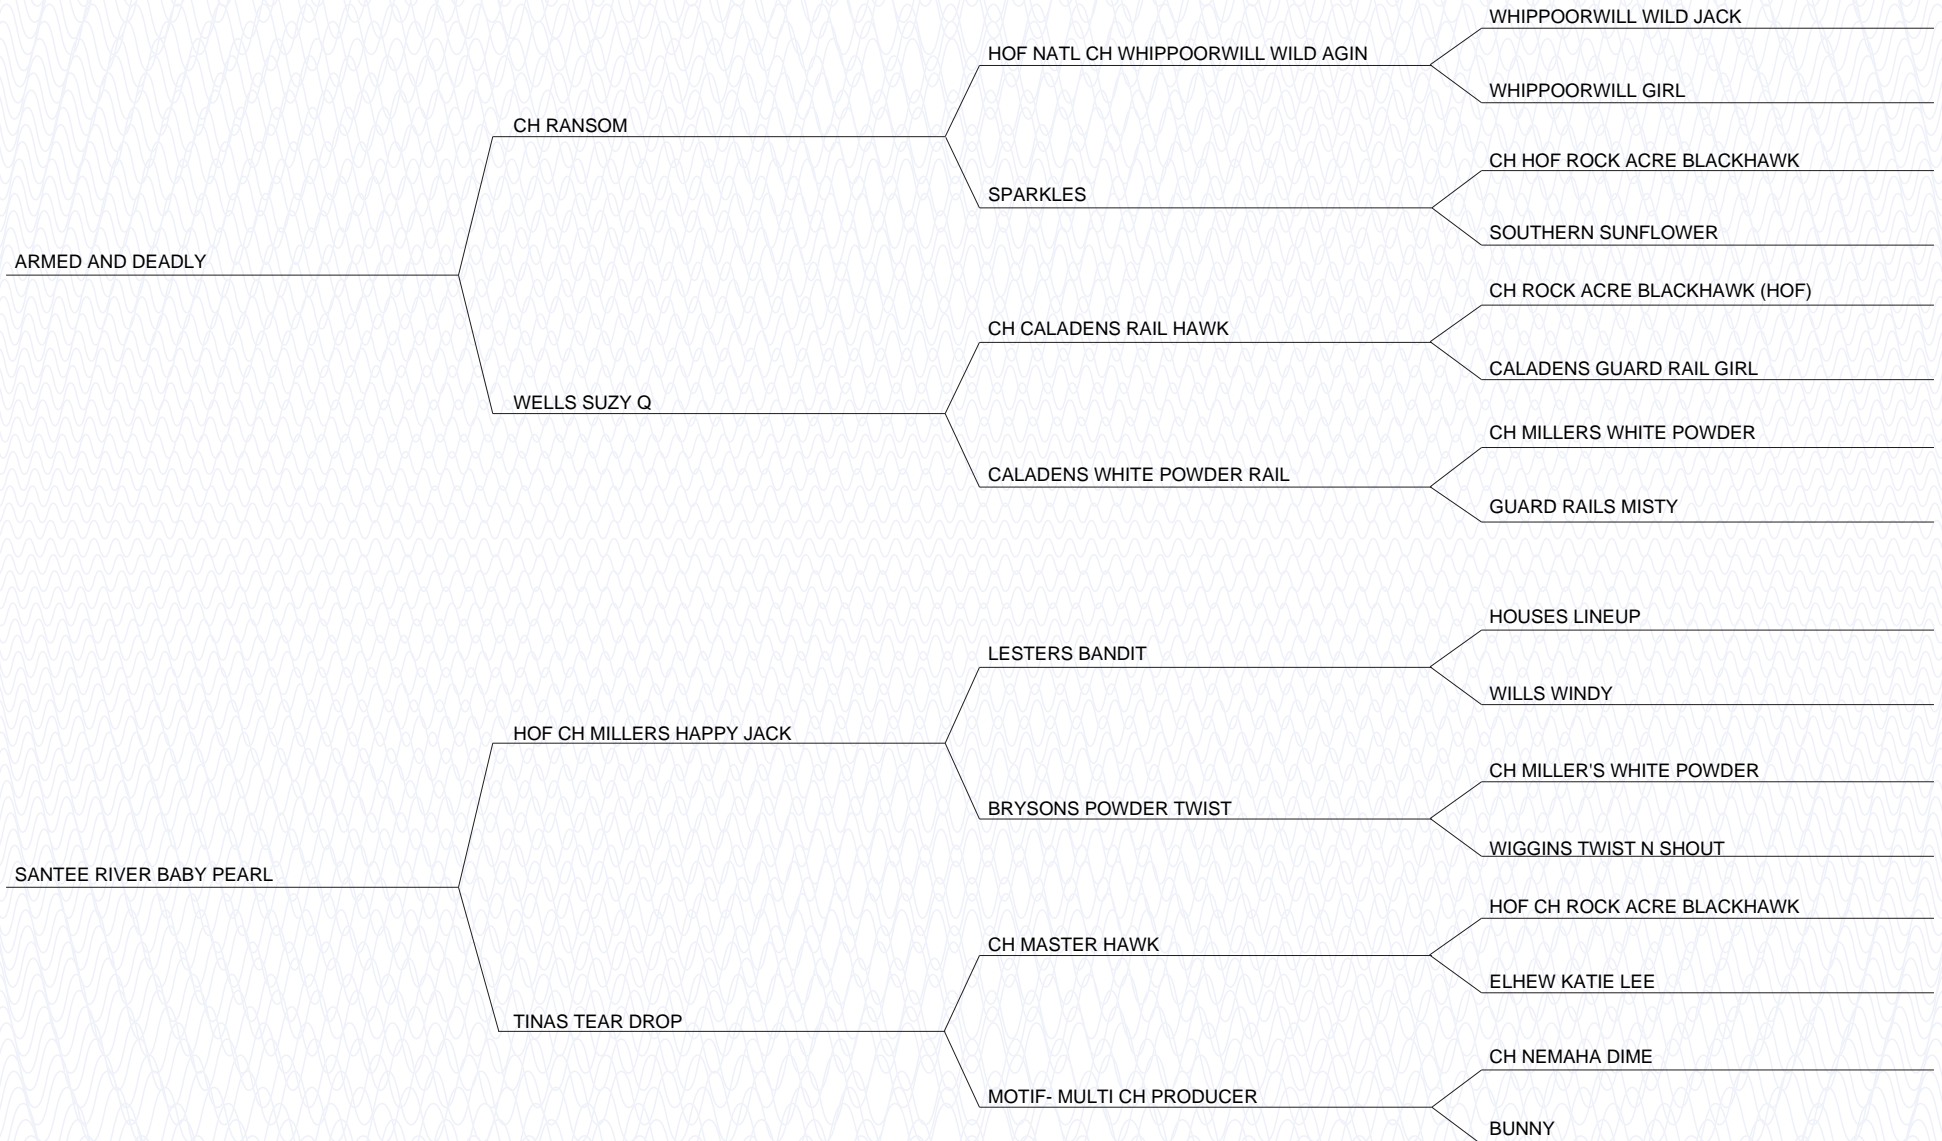 WHIPPOORWILL WILD JACK
HOF NATL CH WHIPPOORWILL WILD AGIN
WHIPPOORWILL GIRL
CH RANSOM
CH HOF ROCK ACRE BLACKHAWK
SPARKLES
SOUTHERN SUNFLOWER
ARMED AND DEADLY
CH ROCK ACRE BLACKHAWK (HOF)
CH CALADENS RAIL HAWK
CALADENS GUARD RAIL GIRL
WELLS SUZY Q
CH MILLERS WHITE POWDER
CALADENS WHITE POWDER RAIL
GUARD RAILS MISTY
HOUSES LINEUP
LESTERS BANDIT
WILLS WINDY
HOF CH MILLERS HAPPY JACK
CH MILLER'S WHITE POWDER
BRYSONS POWDER TWIST
WIGGINS TWIST N SHOUT
SANTEE RIVER BABY PEARL
HOF CH ROCK ACRE BLACKHAWK
CH MASTER HAWK
ELHEW KATIE LEE
TINAS TEAR DROP
CH NEMAHA DIME
MOTIF- MULTI CH PRODUCER
BUNNY